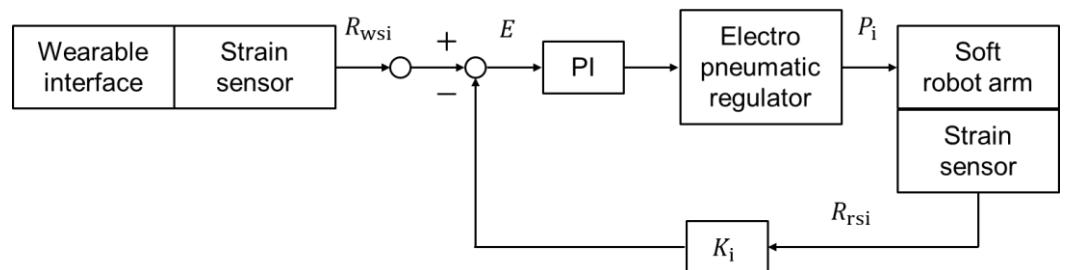 Wearable
interface
Strain
sensor
R_wsi
+
−
E
PI
Electro
pneumatic
regulator
P_i
Soft
robot arm
Strain
sensor
R_rsi
K_i